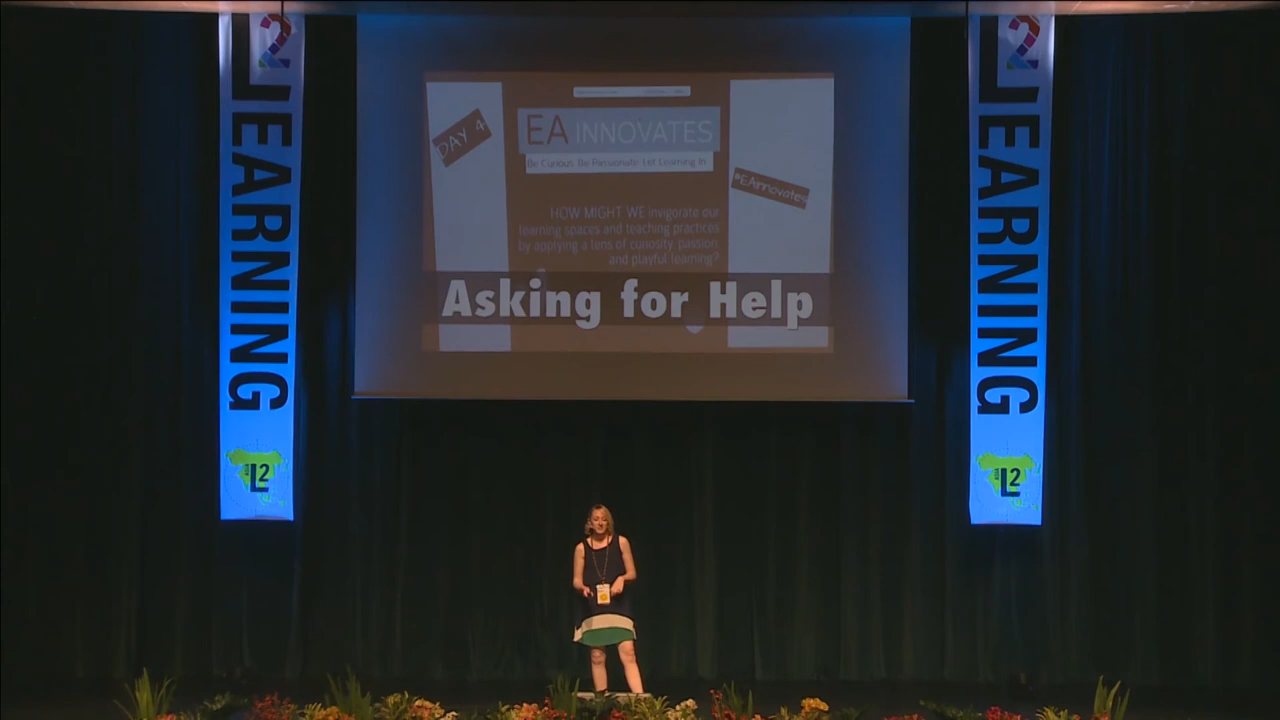 2
LEARNING
L2
DAY 4
EA INNOVATES
Be Curious. Be Passionate. Let Learning In.
#EAinnovates
HOW MIGHT WE invigorate our
learning spaces and teaching practices
by applying a lens of curiosity, passion,
and playful learning?
Asking for Help
2
LEARNING
L2